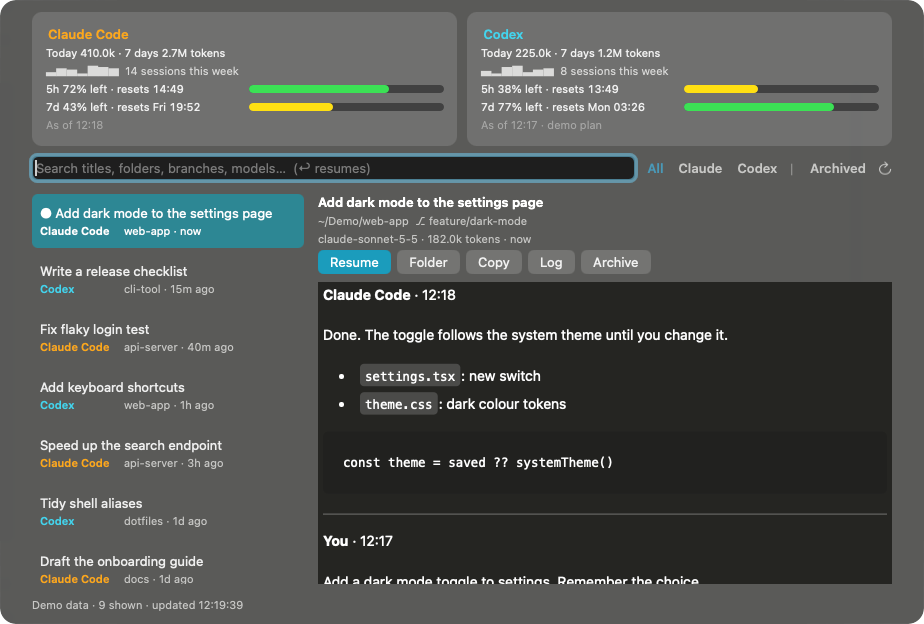 Claude Code
Today 410.0k · 7 days 2.7M tokens
14 sessions this week
5h 72% left · resets 14:49
7d 43% left · resets Fri 19:52
As of 12:18
Codex
Today 225.0k · 7 days 1.2M tokens
8 sessions this week
5h 38% left · resets 13:49
7d 77% left · resets Mon 03:26
As of 12:17 · demo plan
Search titles, folders, branches, models... (↩ resumes)
All Claude Codex | Archived
Add dark mode to the settings page
Claude Code web-app · now
Write a release checklist
Codex cli-tool · 15m ago
Fix flaky login test
Claude Code api-server · 40m ago
Add keyboard shortcuts
Codex web-app · 1h ago
Speed up the search endpoint
Claude Code api-server · 3h ago
Tidy shell aliases
Codex dotfiles · 1d ago
Draft the onboarding guide
Claude Code docs · 1d ago
Add dark mode to the settings page
~/Demo/web-app ⎇ feature/dark-mode
claude-sonnet-5-5 · 182.0k tokens · now
Resume Folder Copy Log Archive
Claude Code · 12:18
Done. The toggle follows the system theme until you change it.
• settings.tsx: new switch
• theme.css: dark colour tokens
const theme = saved ?? systemTheme()
You · 12:17
Add a dark mode toggle to settings. Remember the choice
Demo data · 9 shown · updated 12:19:39